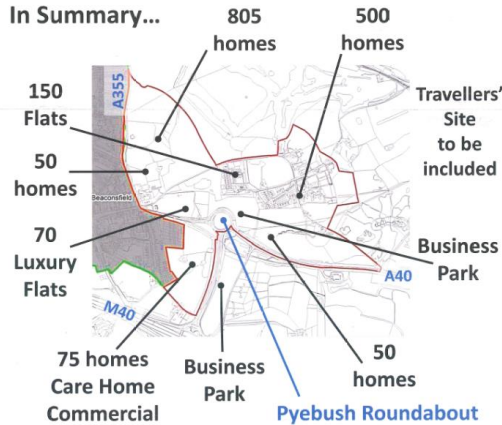 In Summary...
805
homes
500
homes
A355
150
Flats
Travellers'
Site
to be
included
50
homes
Beaconsfield
70
Luxury
Flats
Business
Park
A40
M40
75 homes
Care Home
Commercial
Business
Park
50
homes
Pyebush Roundabout